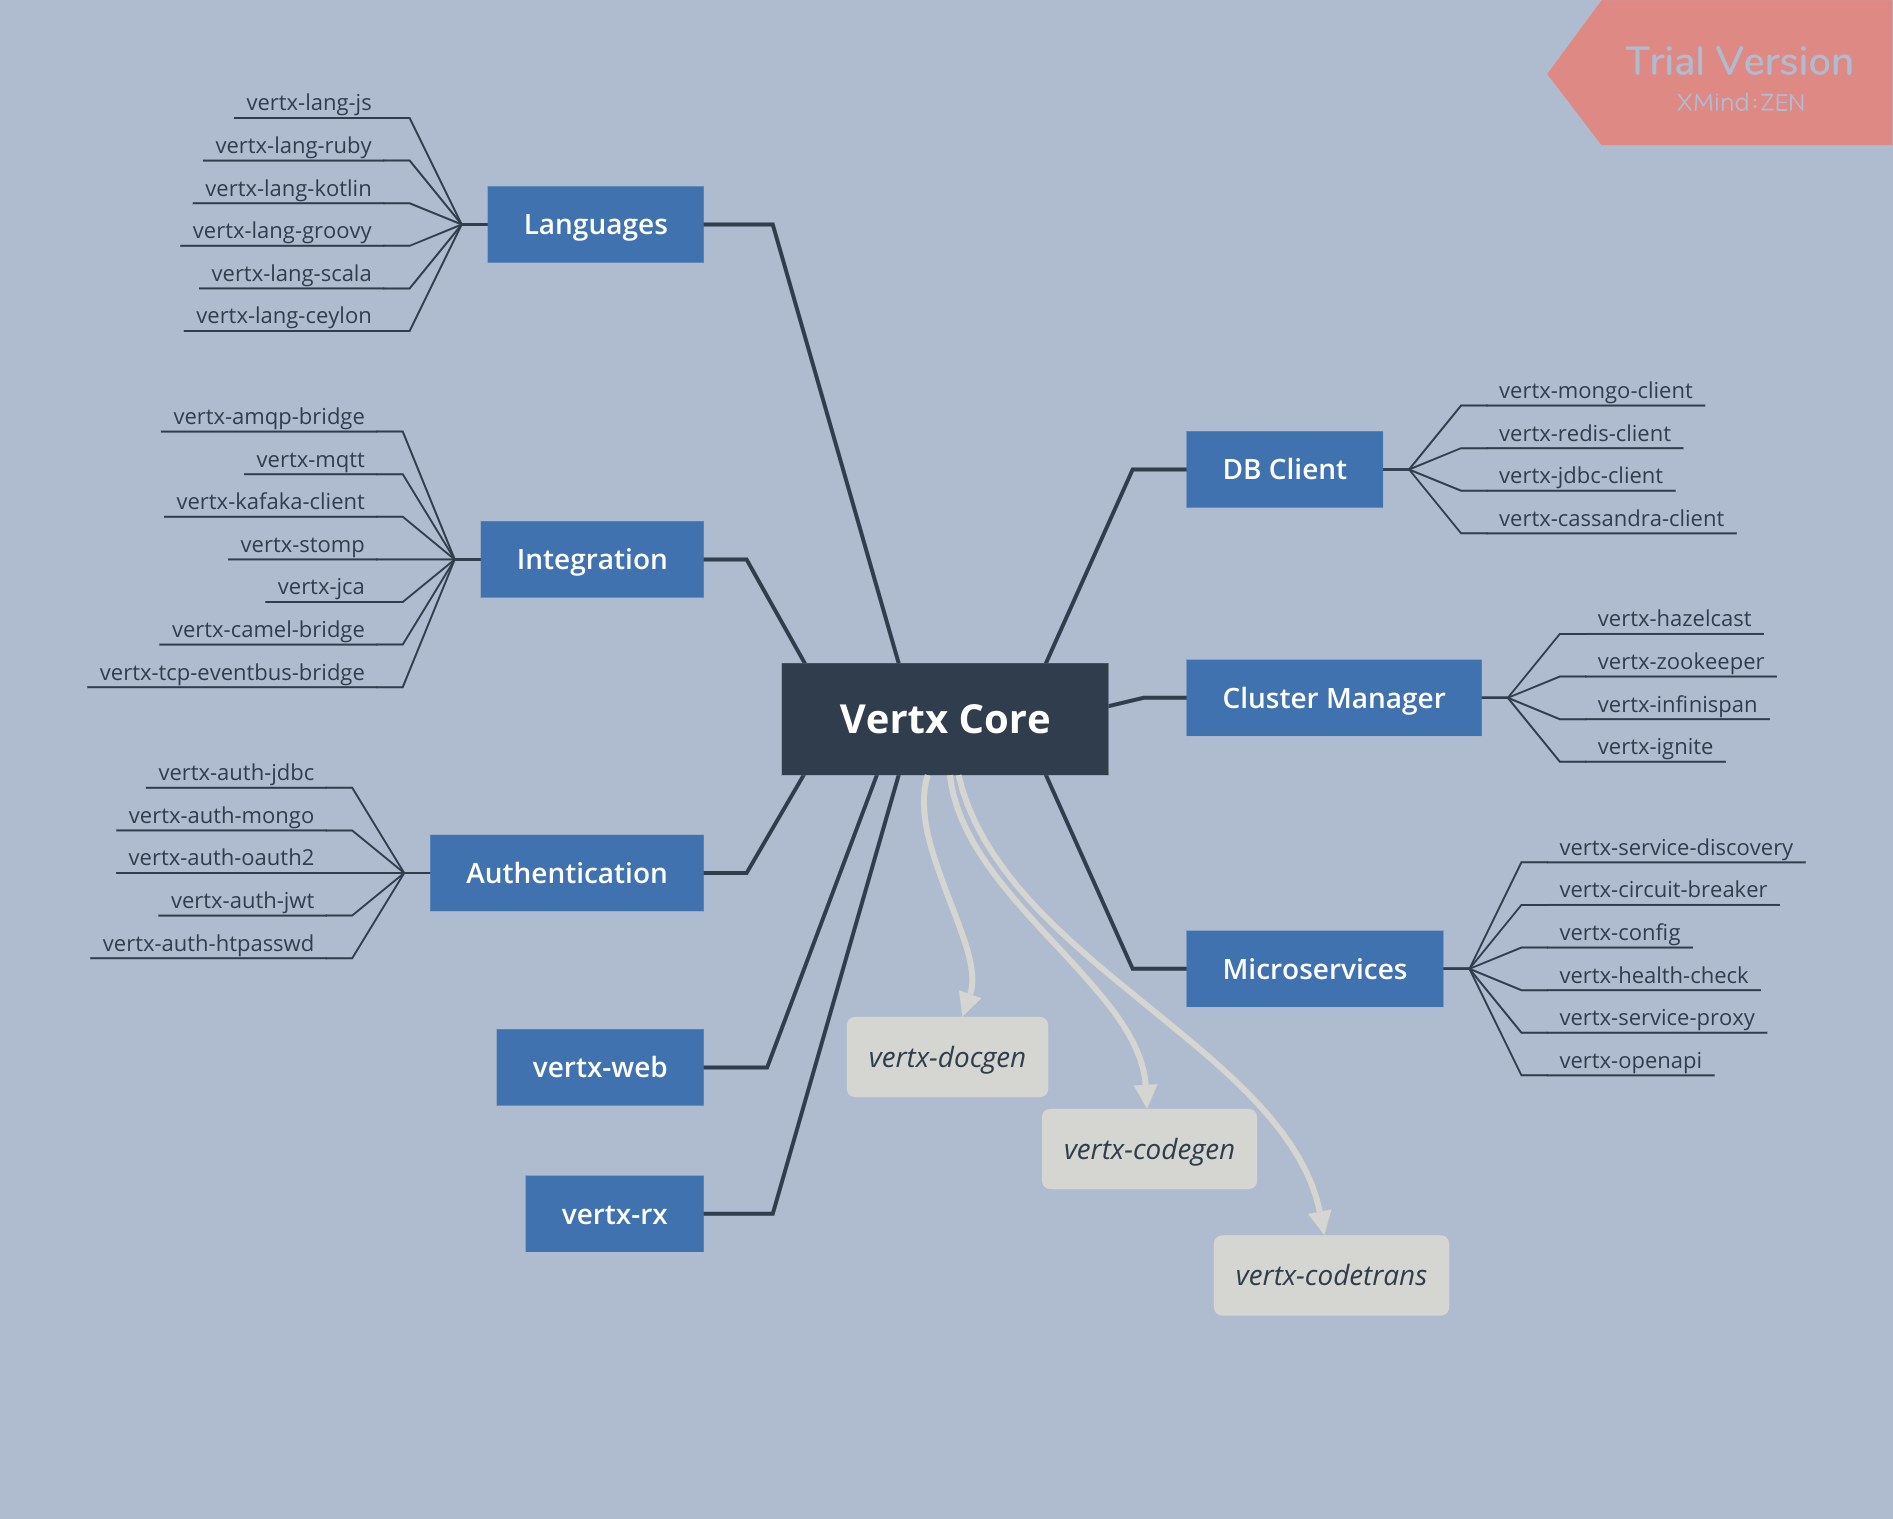 Trial Version
XMind:ZEN
vertx-lang-js
vertx-lang-ruby
vertx-lang-kotlin
vertx-lang-groovy
vertx-lang-scala
vertx-lang-ceylon
Languages
vertx-amqp-bridge
vertx-mqtt
vertx-kafaka-client
vertx-stomp
vertx-jca
vertx-camel-bridge
vertx-tcp-eventbus-bridge
Integration
vertx-auth-jdbc
vertx-auth-mongo
vertx-auth-oauth2
vertx-auth-jwt
vertx-auth-htpasswd
Authentication
vertx-web
vertx-rx
Vertx Core
DB Client
vertx-mongo-client
vertx-redis-client
vertx-jdbc-client
vertx-cassandra-client
Cluster Manager
vertx-hazelcast
vertx-zookeeper
vertx-infinispan
vertx-ignite
Microservices
vertx-service-discovery
vertx-circuit-breaker
vertx-config
vertx-health-check
vertx-service-proxy
vertx-openapi
vertx-docgen
vertx-codegen
vertx-codetrans